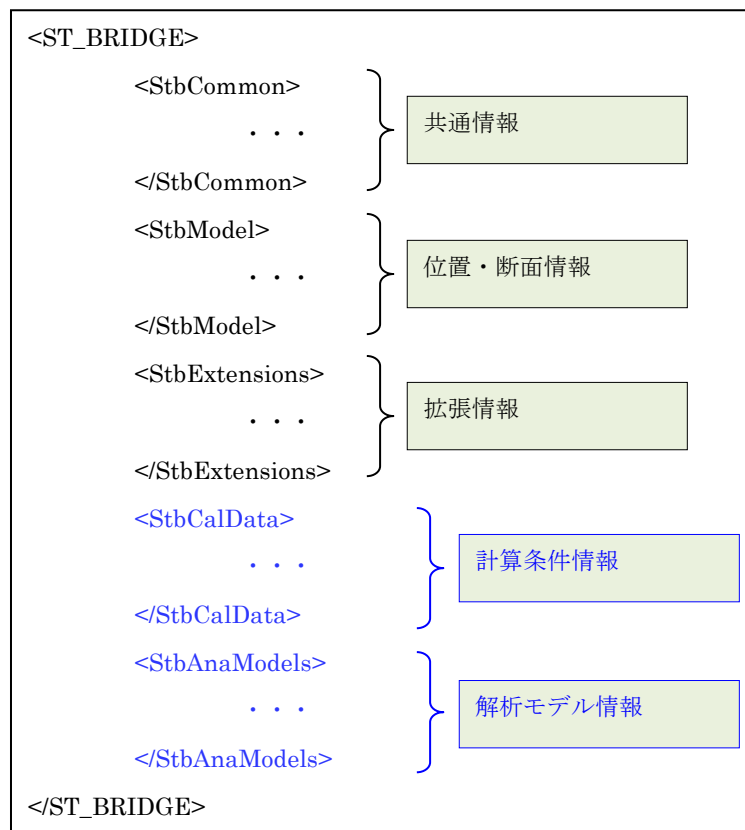 <ST_BRIDGE>
<StbCommon>
・・・
</StbCommon>
共通情報
<StbModel>
・・・
</StbModel>
位置・断面情報
<StbExtensions>
・・・
</StbExtensions>
拡張情報
<StbCalData>
・・・
</StbCalData>
計算条件情報
<StbAnaModels>
・・・
</StbAnaModels>
解析モデル情報
</ST_BRIDGE>